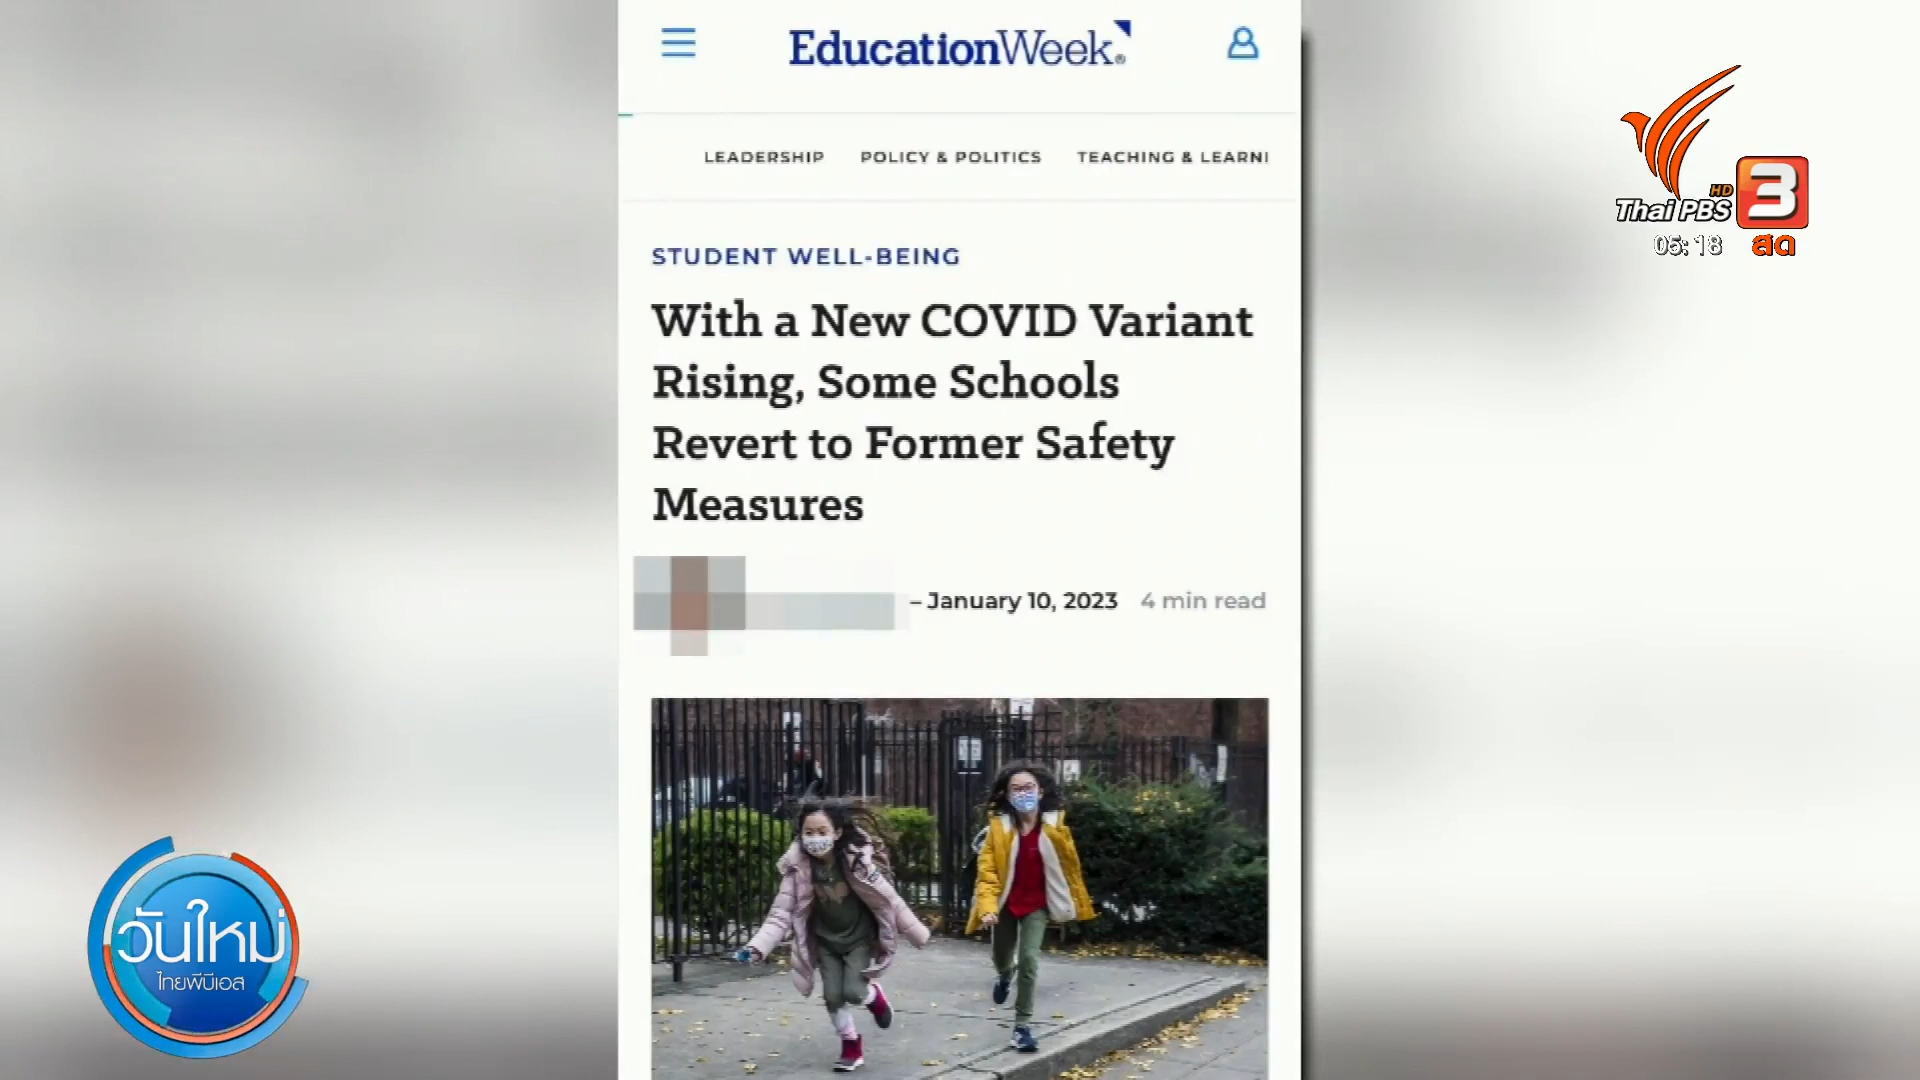 EducationWeek®
LEADERSHIP POLICY & POLITICS TEACHING & LEARNI
STUDENT WELL-BEING
With a New COVID Variant
Rising, Some Schools
Revert to Former Safety
Measures
– January 10, 2023 4 min read
HD
Thai PBS 3
05:18 สด
วันใหม่
ไทยพีบีเอส